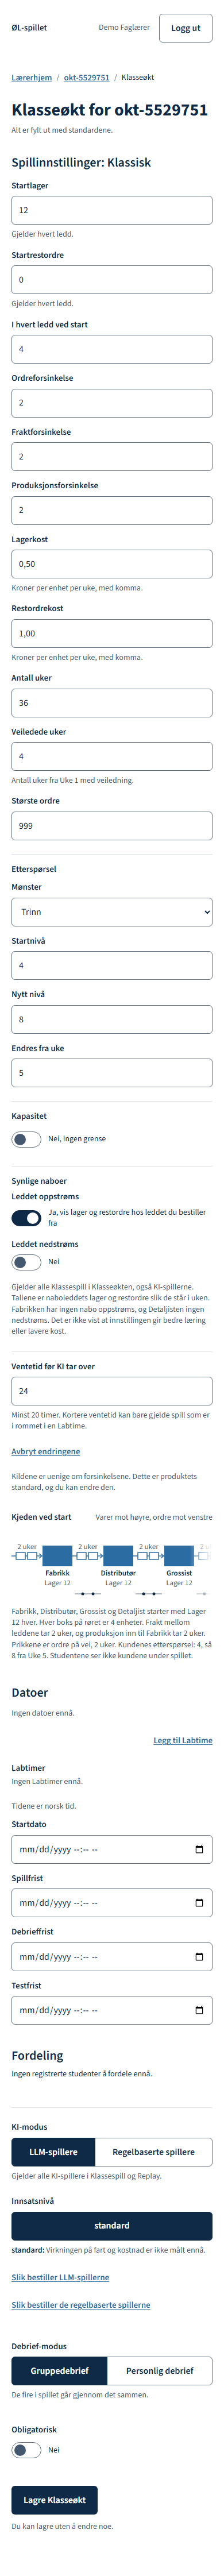 ØL-spillet
Demo Faglærer
Logg ut
Lærerhjem / okt-5529751 / Klasseøkt
Klasseøkt for okt-5529751
Alt er fylt ut med standardene.
Spillinnstillinger: Klassisk
Startlager
12
Gjelder hvert ledd.
Startrestordre
0
Gjelder hvert ledd.
I hvert ledd ved start
4
Ordreforsinkelse
2
Fraktforsinkelse
2
Produksjonsforsinkelse
2
Lagerkost
0,50
Kroner per enhet per uke, med komma.
Restordrekost
1,00
Kroner per enhet per uke, med komma.
Antall uker
36
Veiledede uker
4
Antall uker fra Uke 1 med veiledning.
Største ordre
999
Etterspørsel
Mønster
Trinn
Startnivå
4
Nytt nivå
8
Endres fra uke
5
Kapasitet
Nei, ingen grense
Synlige naboer
Leddet oppstrøms
Ja, vis lager og restordre hos leddet du bestiller
fra
Leddet nedstrøms
Nei
Gjelder alle Klassespill i Klasseøkten, også KI-spillerne.
Tallene er naboleddets lager og restordre slik de står i uken.
Fabrikken har ingen nabo oppstrøms, og Detaljisten ingen
nedstrøms. Det er ikke vist at innstillingen gir bedre læring
eller lavere kost.
Ventetid før KI tar over
24
Minst 20 timer. Kortere ventetid kan bare gjelde spill som er
i rommet i en Labtime.
Avbryt endringene
Kildene er uenige om forsinkelsene. Dette er produktets
standard, og du kan endre den.
Kjeden ved start
Varer mot høyre, ordre mot venstre
2 uker
2 uker
2 uker
Fabrikk
Distributør
Grossist
Lager 12
Lager 12
Lager 12
Fabrikk, Distributør, Grossist og Detaljist starter med Lager
12 hver. Hver boks på røret er 4 enheter. Frakt mellom
leddene tar 2 uker, og produksjon inn til Fabrikk tar 2 uker.
Prikkene er ordre på vei, 2 uker. Kundenes etterspørsel: 4, så
8 fra Uke 5. Studentene ser ikke kundene under spillet.
Datoer
Ingen datoer ennå.
Legg til Labtime
Labtimer
Ingen Labtimer ennå.
Tidene er norsk tid.
Startdato
mm/dd/yyyy --:-- --
Spillfrist
mm/dd/yyyy --:-- --
Debrieffrist
mm/dd/yyyy --:-- --
Testfrist
mm/dd/yyyy --:-- --
Fordeling
Ingen registrerte studenter å fordele ennå.
KI-modus
LLM-spillere
Regelbaserte spillere
Gjelder alle KI-spillere i Klassespill og Replay.
Innsatsnivå
standard
standard: Virkningen på fart og kostnad er ikke målt ennå.
Slik bestiller LLM-spillerne
Slik bestiller de regelbaserte spillerne
Debrief-modus
Gruppedebrief
Personlig debrief
De fire i spillet går gjennom det sammen.
Obligatorisk
Nei
Lagre Klasseøkt
Du kan lagre uten å endre noe.